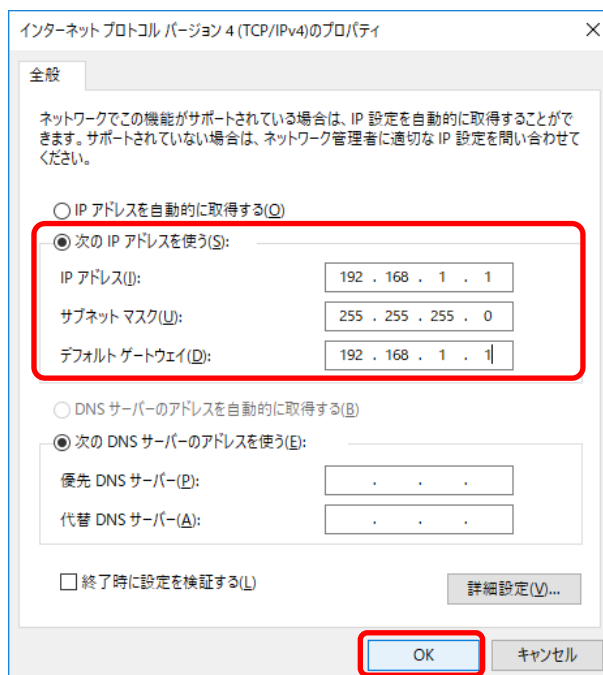 インターネット プロトコル バージョン 4 (TCP/IPv4)のプロパティ
全般
ネットワークでこの機能がサポートされている場合は、IP 設定を自動的に取得することがで
きます。サポートされていない場合は、ネットワーク管理者に適切な IP 設定を問い合わせて
ください。
IP アドレスを自動的に取得する(O)
次の IP アドレスを使う(S):
IP アドレス(I): 192 . 168 . 1 . 1
サブネット マスク(U): 255 . 255 . 255 . 0
デフォルト ゲートウェイ(D): 192 . 168 . 1 . 1
DNS サーバーのアドレスを自動的に取得する(B)
次の DNS サーバーのアドレスを使う(E):
優先 DNS サーバー(P): . . .
代替 DNS サーバー(A): . . .
終了時に設定を検証する(L)
詳細設定(V)...
OK キャンセル